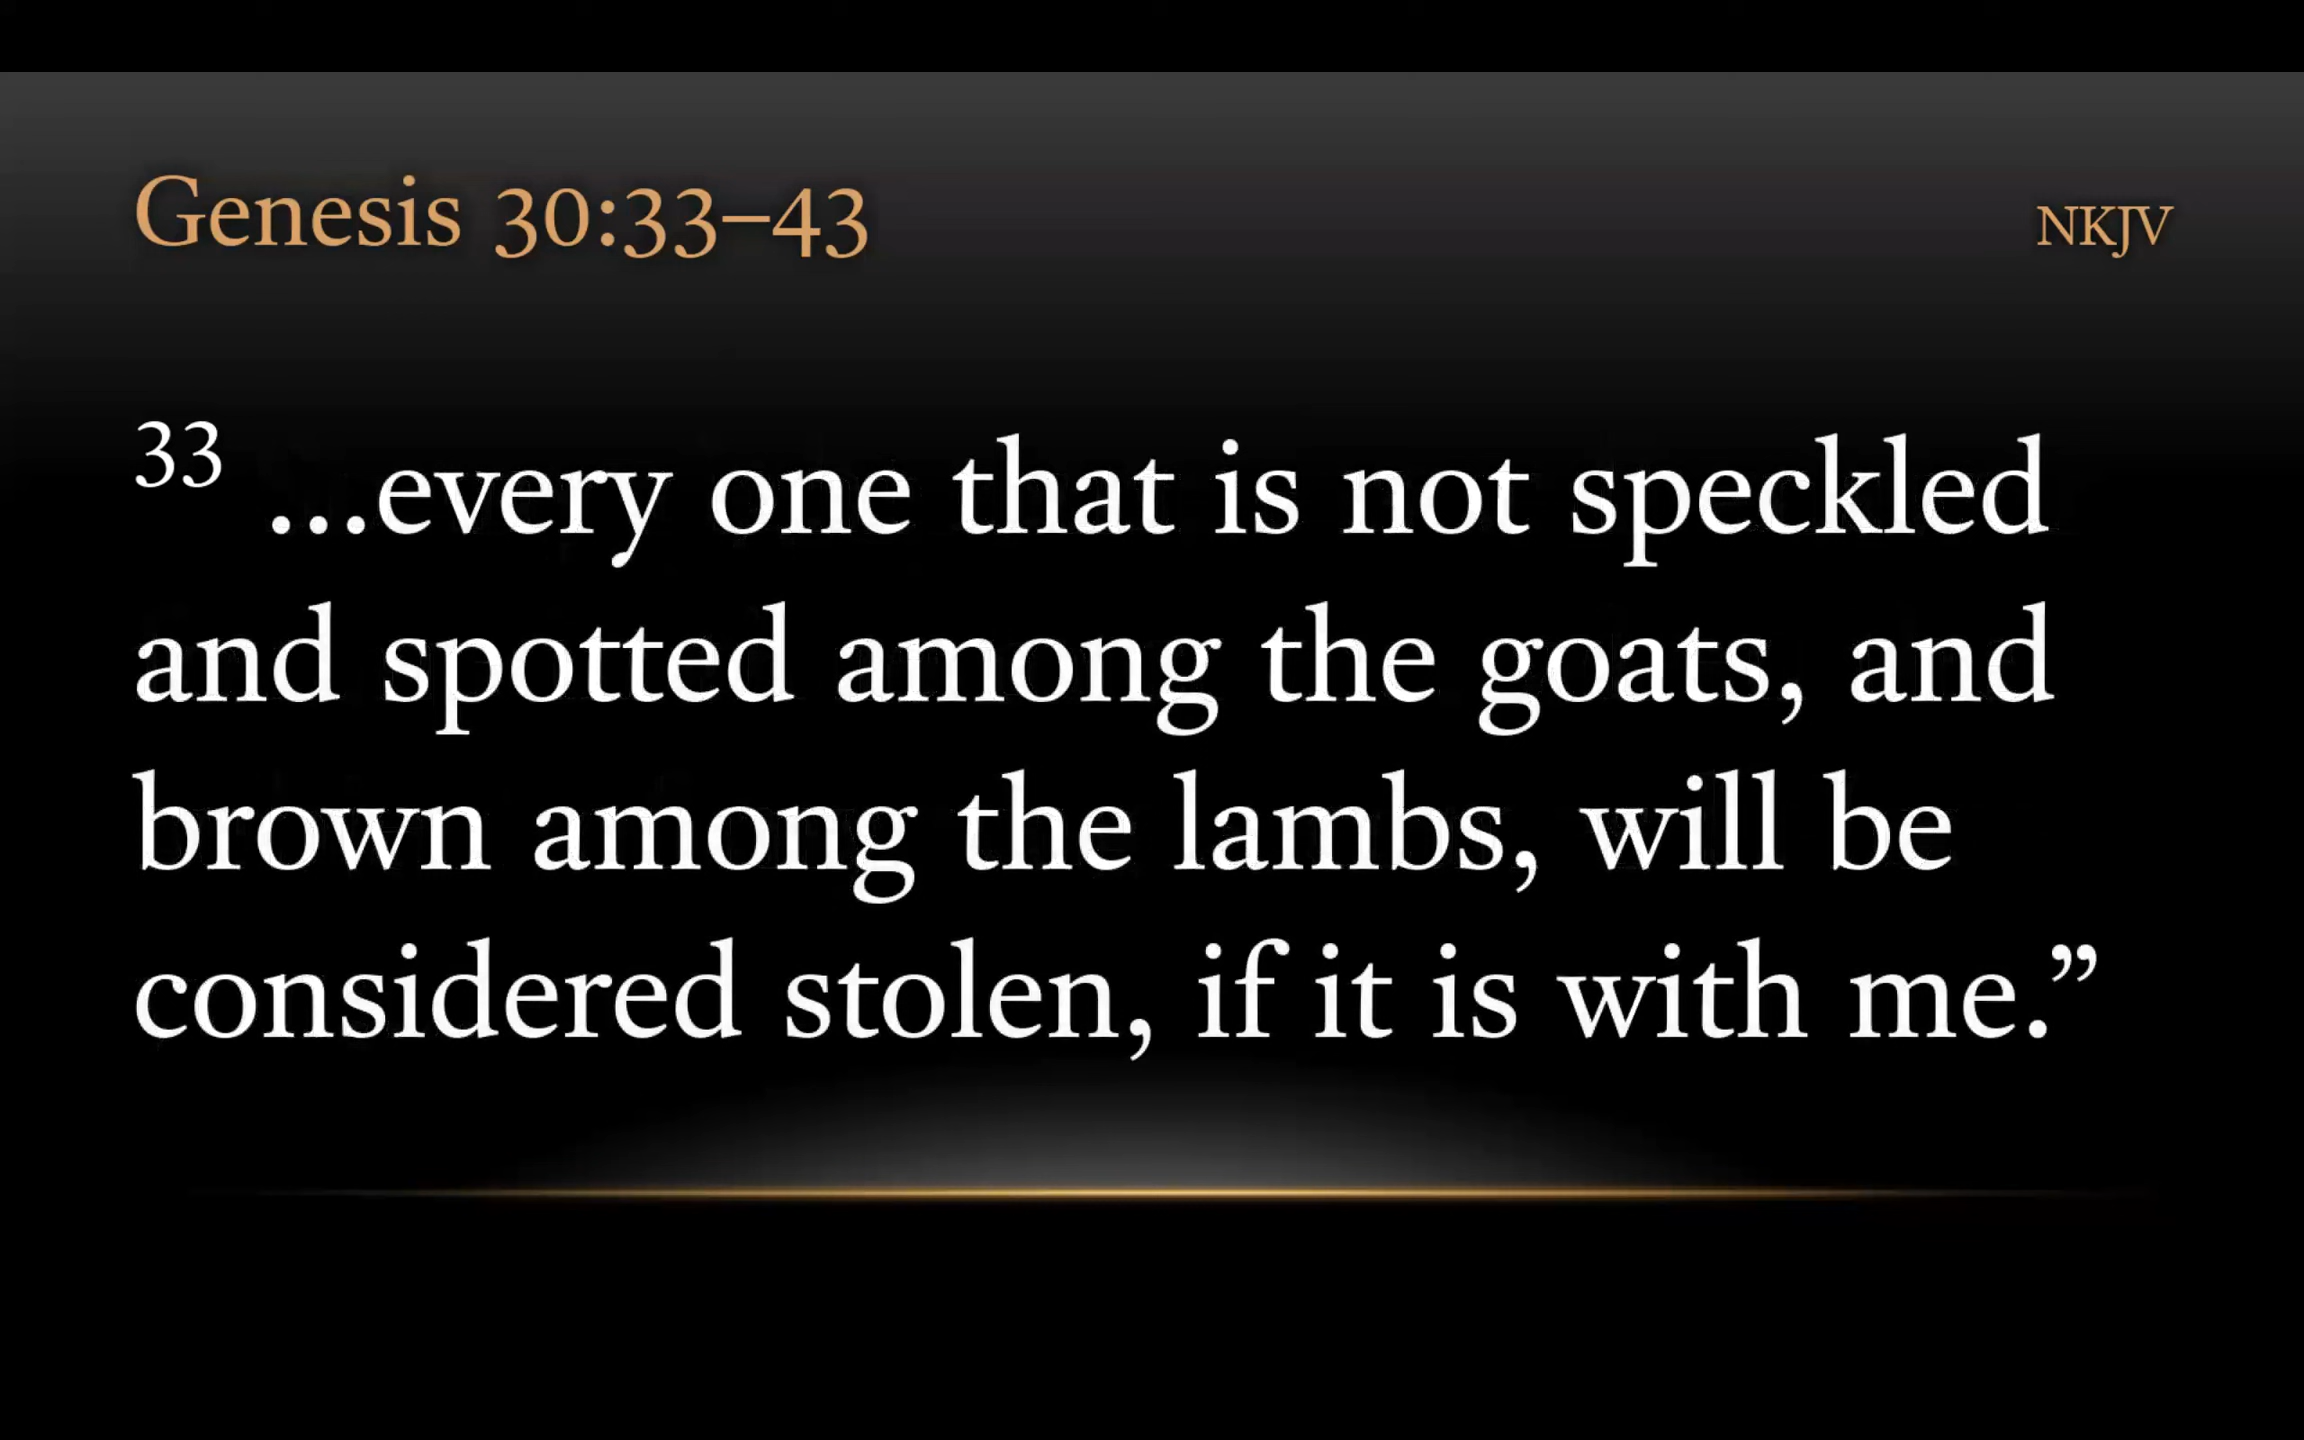 Genesis 30:33–43
NKJV
33 ...every one that is not speckled
and spotted among the goats, and
brown among the lambs, will be
considered stolen, if it is with me.”